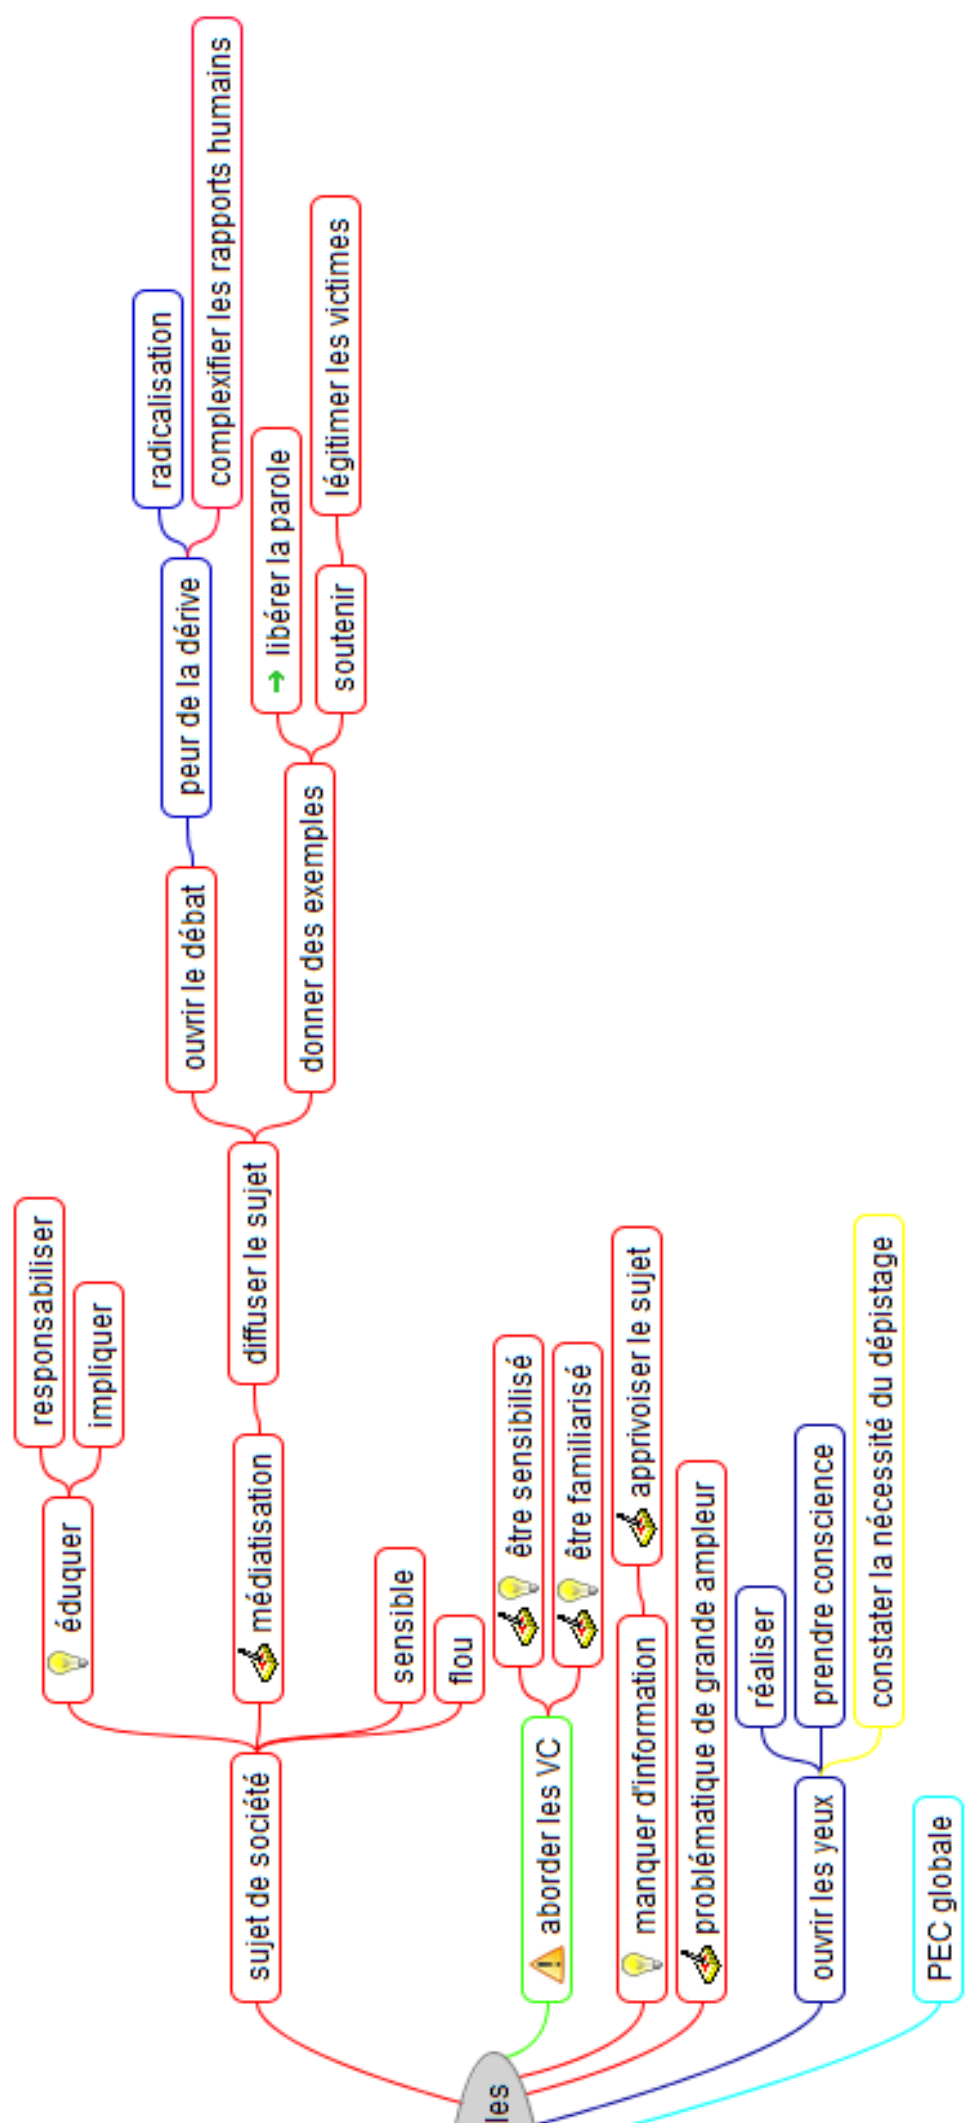 sujet de société
éduquer
responsabiliser
impliquer
médiatisation
diffuser le sujet
ouvrir le débat
peur de la dérive
radicalisation
complexifier les rapports humains
donner des exemples
libérer la parole
soutenir
légitimer les victimes
sensible
flou
aborder les VC
être sensibilisé
être familiarisé
manquer d'information
apprivoiser le sujet
problématique de grande ampleur
ouvrir les yeux
réaliser
prendre conscience
constater la nécessité du dépistage
PEC globale
les